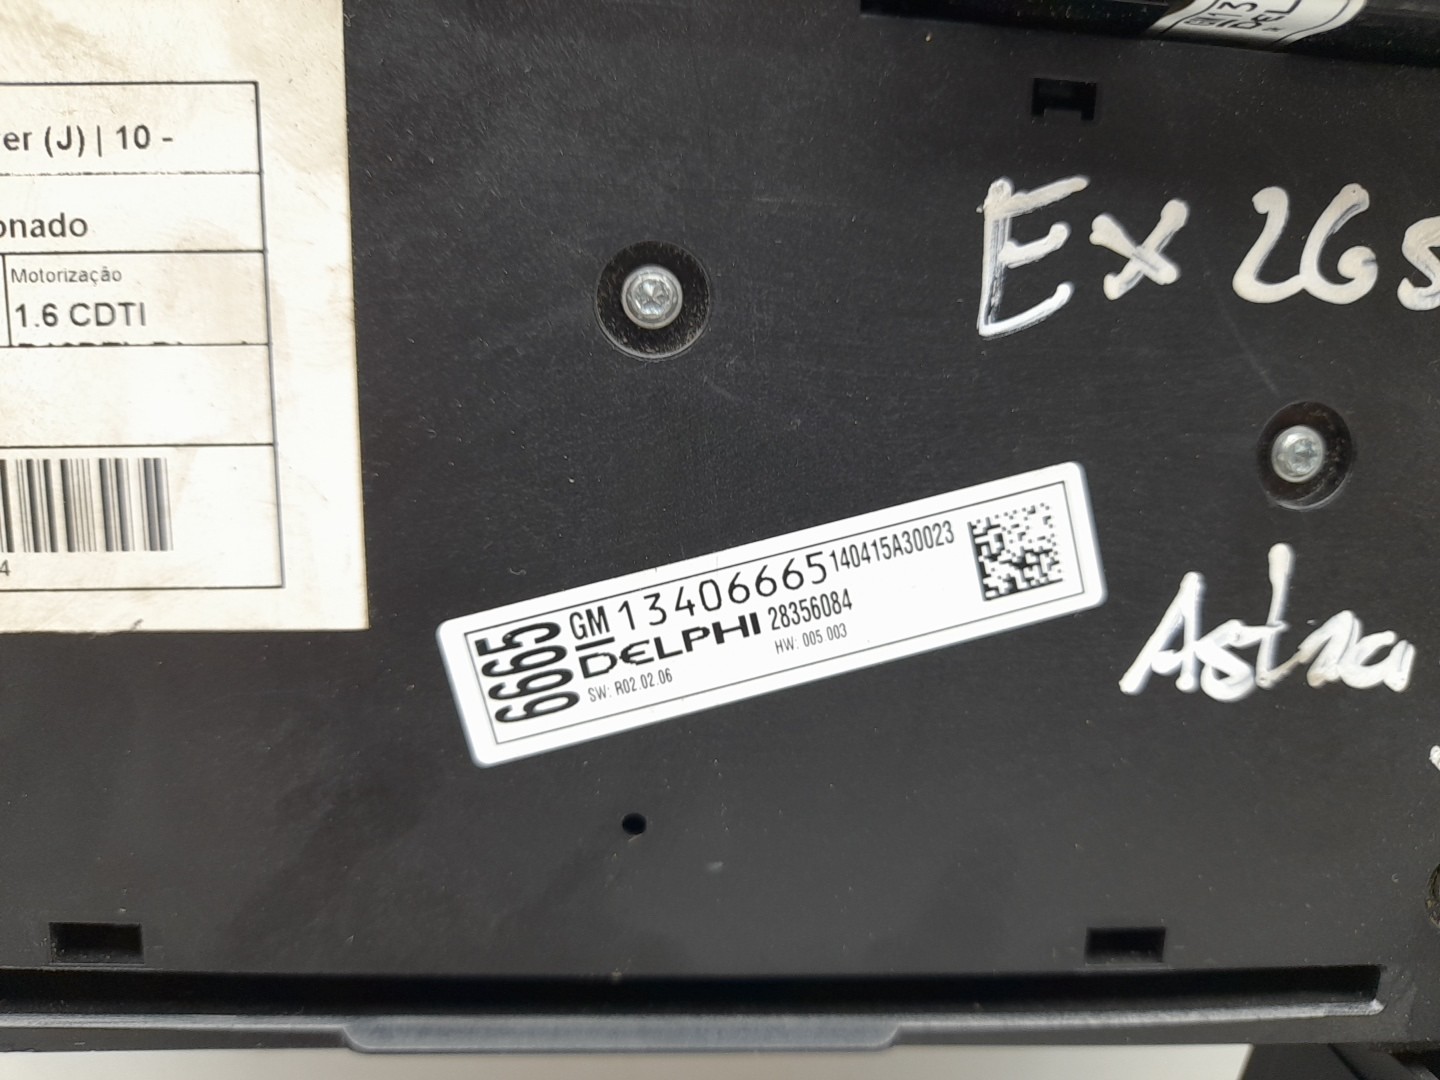 er (J) | 10 -
onado
Motorização
1.6 CDTI
4
Ex 26s
6665
GM 13406665 140415A30023
DELPHI 28356084
SW: R02.02.06 HW: 005.003
Astra